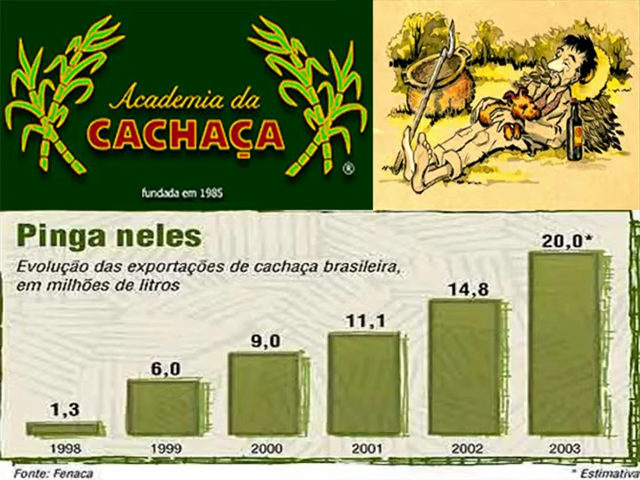 Academia da
CACHAÇA
®
fundada em 1985
Pinga neles
Evolução das exportações de cachaça brasileira,
em milhões de litros
1,3
6,0
9,0
11,1
14,8
20,0*
1998
1999
2000
2001
2002
2003
Fonte: Fenaca
* Estimativa